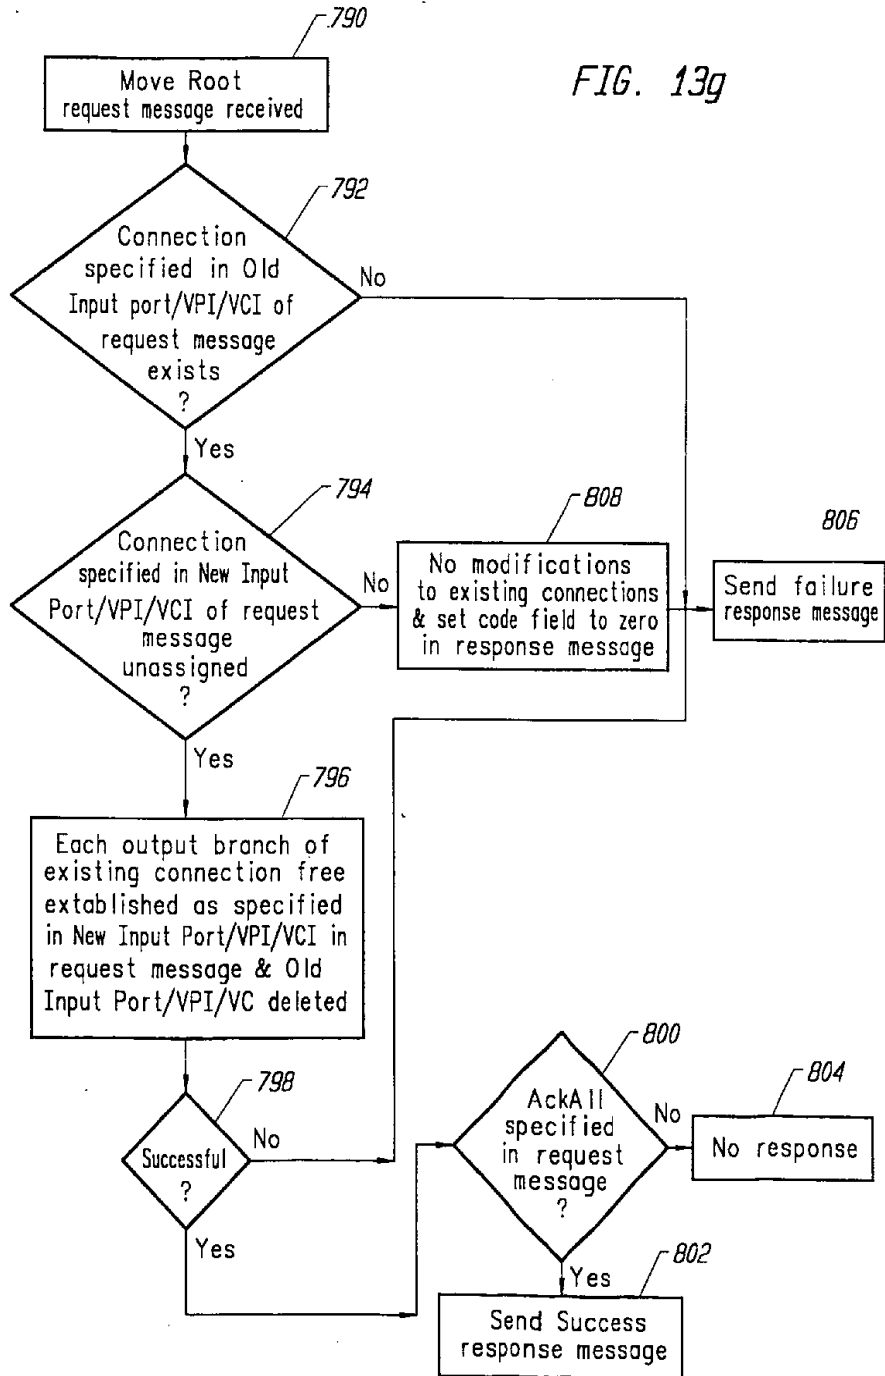 790
Move Root
request message received
FIG. 13g
792
Connection
specified in Old
Input port/VPI/VCI of
request message
exists
?
No
Yes
794
Connection
specified in New Input
Port/VPI/VCI of request
message
unassigned
?
No
808
No modifications
to existing connections
& set code field to zero
in response message
806
Send failure
response message
Yes
796
Each output branch of
existing connection free
extablished as specified
in New Input Port/VPI/VCI in
request message & Old
Input Port/VPI/VC deleted
798
Successful
?
No
Yes
800
AckAll
specified
in request
message
?
No
804
No response
Yes
802
Send Success
response message